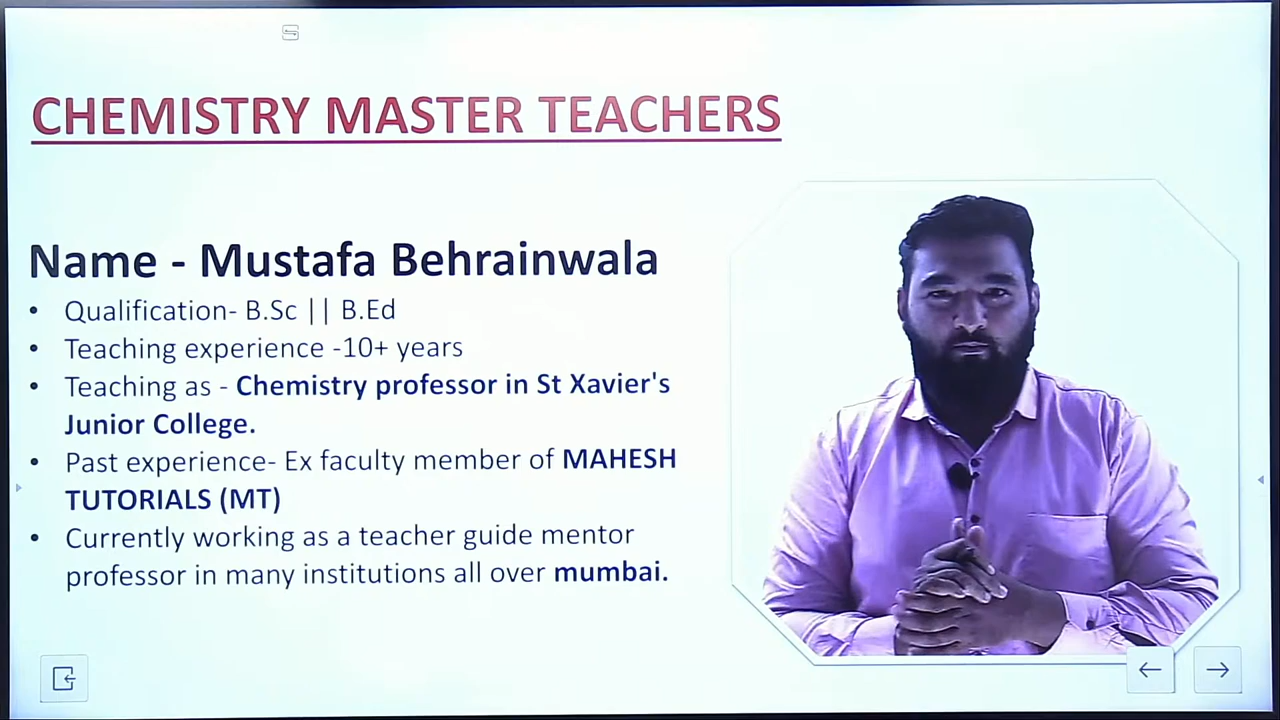 CHEMISTRY MASTER TEACHERS
Name - Mustafa Behrainwala
• Qualification- B.Sc || B.Ed
• Teaching experience -10+ years
• Teaching as - Chemistry professor in St Xavier's
Junior College.
• Past experience- Ex faculty member of MAHESH
TUTORIALS (MT)
• Currently working as a teacher guide mentor
professor in many institutions all over mumbai.